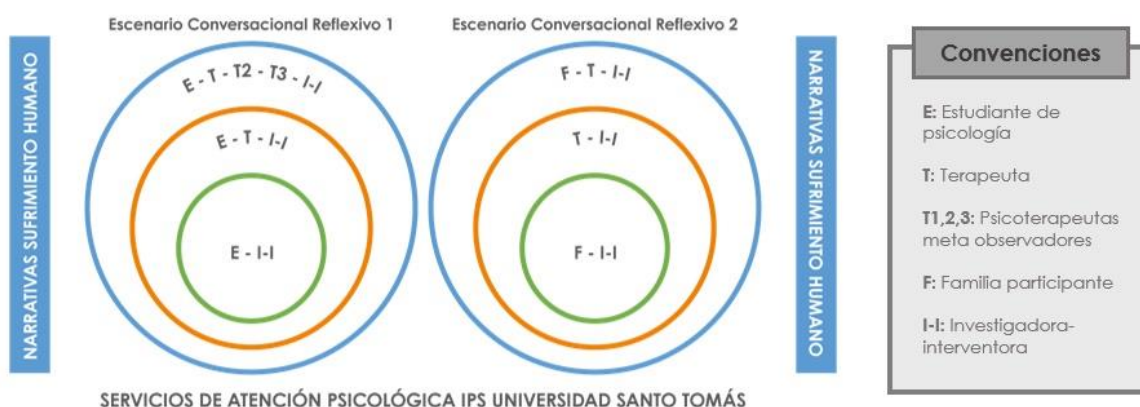 Escenario Conversacional Reflexivo 1
Escenario Conversacional Reflexivo 2
NARRATIVAS SUFRIMIENTO HUMANO
E - T - T2 - T3 - I-I
E - T - I-I
E - I-I
F - T - I-I
T - I-I
F - I-I
NARRATIVAS SUFRIMIENTO HUMANO
SERVICIOS DE ATENCIÓN PSICOLÓGICA IPS UNIVERSIDAD SANTO TOMÁS
Convenciones
E: Estudiante de
psicología
T: Terapeuta
T1,2,3: Psicoterapeutas
meta observadores
F: Familia participante
I-I: Investigadora-
interventora